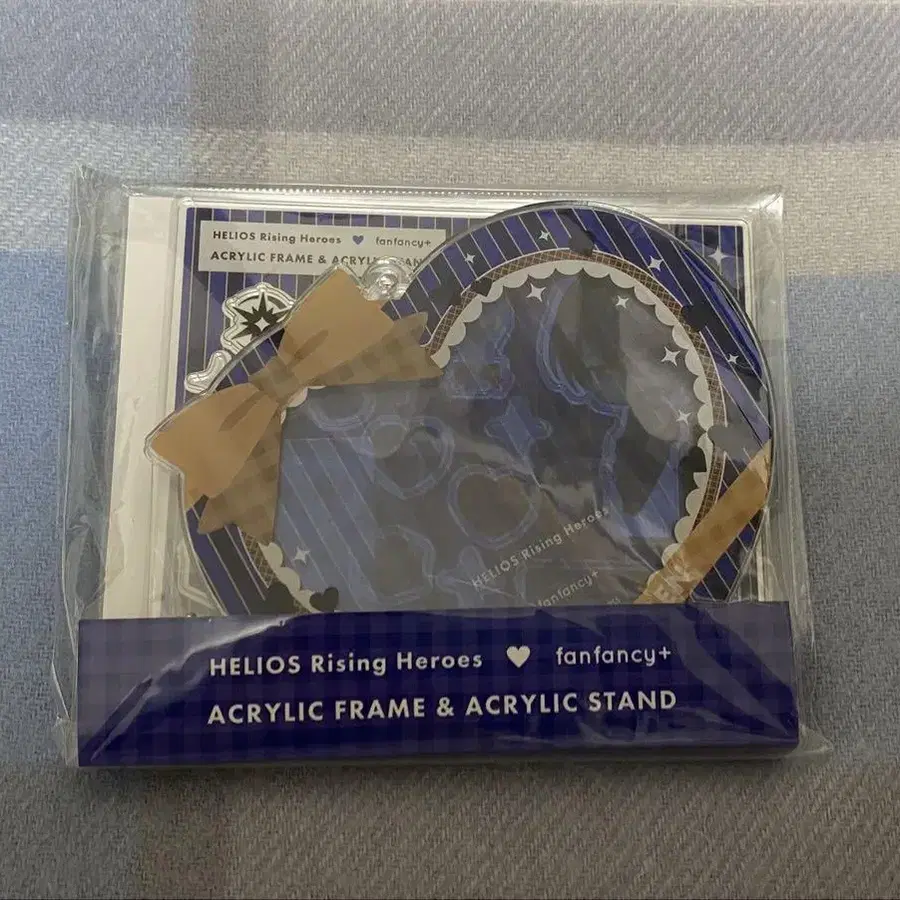 HELIOS Rising Heroes ♥ fanfancy+
ACRYLIC FRAME & ACRYLIC STAND
HELIOS Rising Heroes
fanfancy+
HELIOS Rising Heroes ♥ fanfancy+
ACRYLIC FRAME & ACRYLIC STAND